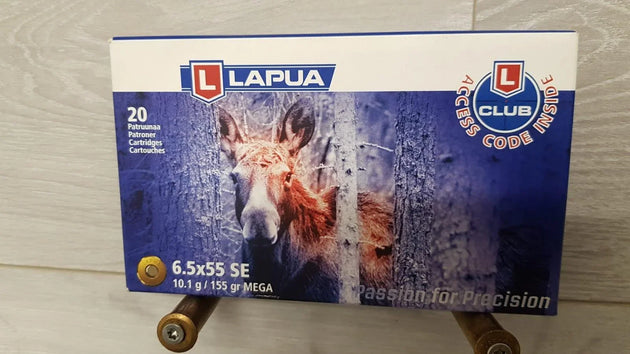 L LAPUA
L
CLUB
ACCESS CODE INSIDE
20
Patruunaa
Patroner
Cartridges
Cartouches
6.5x55 SE
10.1 g / 155 gr MEGA
Passion for Precision